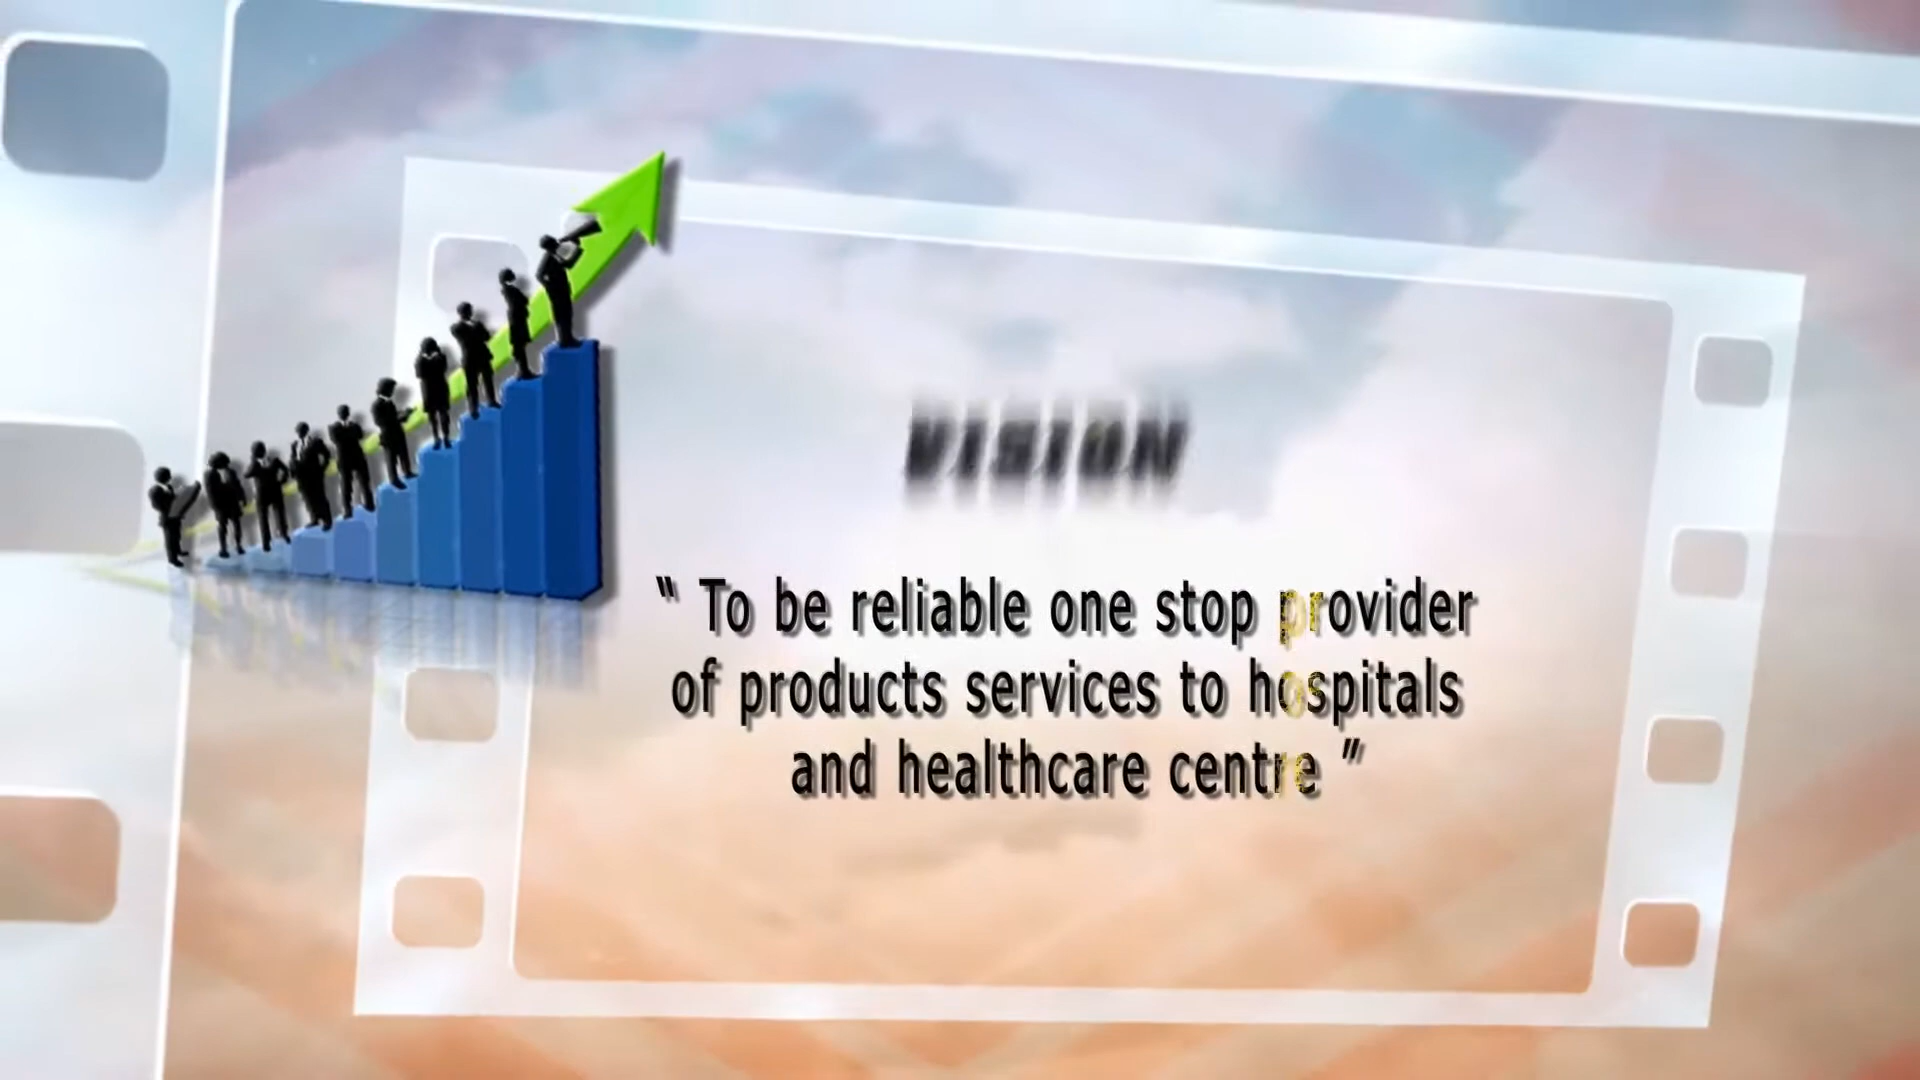 VISION
" To be reliable one stop provider
of products services to hospitals
and healthcare centre "